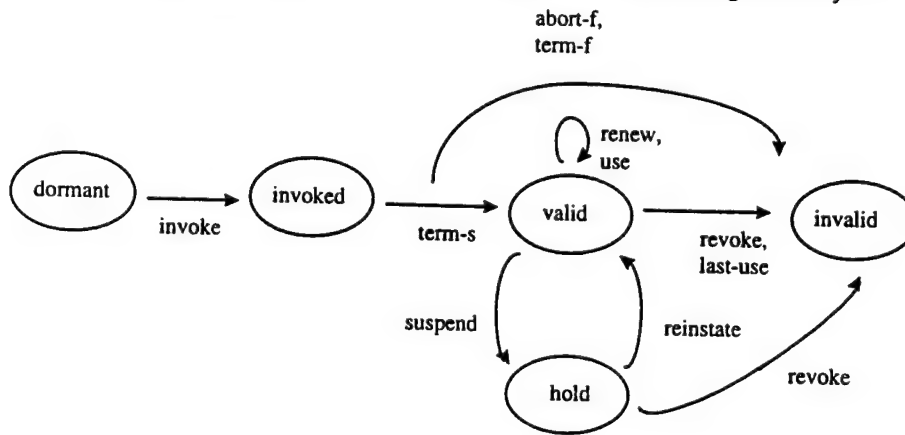 abort-f,
term-f
renew,
use
dormant
invoked
valid
invalid
invoke
term-s
revoke,
last-use
suspend
reinstate
revoke
hold